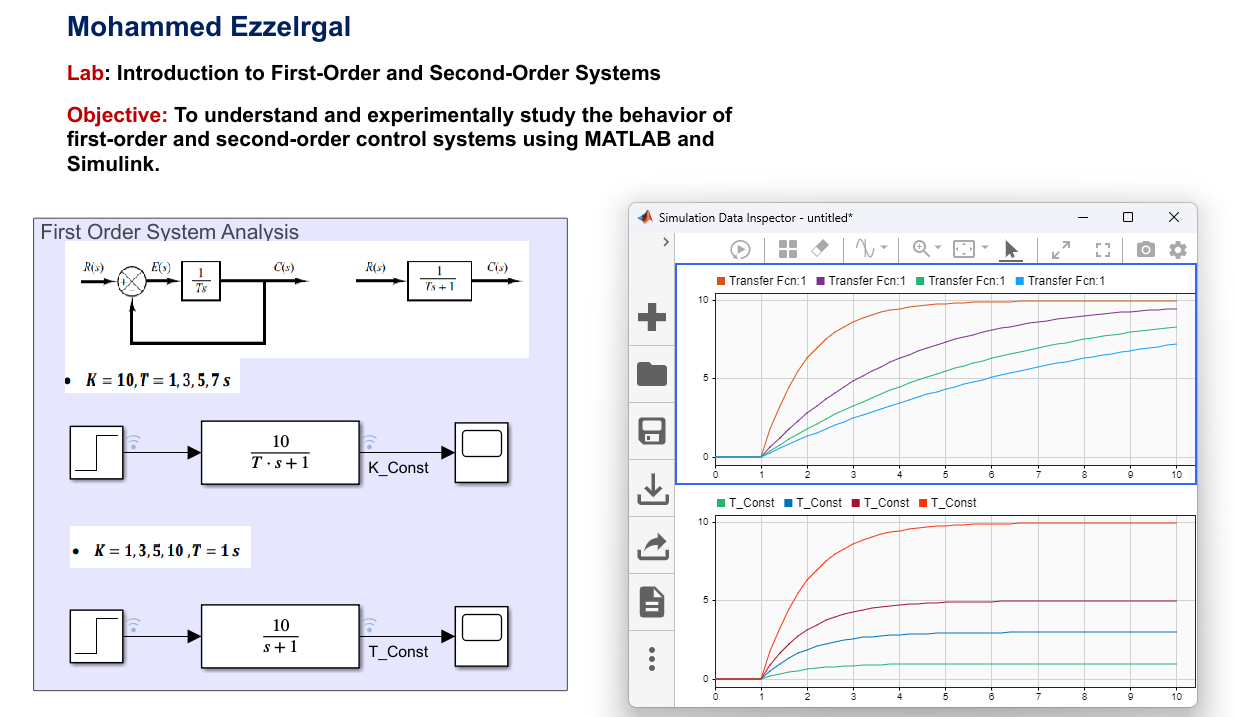 Mohammed Ezzelrgal
Lab: Introduction to First-Order and Second-Order Systems
Objective: To understand and experimentally study the behavior of
first-order and second-order control systems using MATLAB and
Simulink.
First Order System Analysis
R(s) E(s) 1 C(s) R(s) 1 C(s)
+ Ts Ts + 1
• K = 10, T = 1, 3, 5, 7 s
10
T · s + 1
K_Const
• K = 1, 3, 5, 10 , T = 1 s
10
s + 1
T_Const
Simulation Data Inspector - untitled*
Transfer Fcn:1 Transfer Fcn:1 Transfer Fcn:1 Transfer Fcn:1
10
5
0
0 1 2 3 4 5 6 7 8 9 10
T_Const T_Const T_Const T_Const
10
5
0
0 1 2 3 4 5 6 7 8 9 10